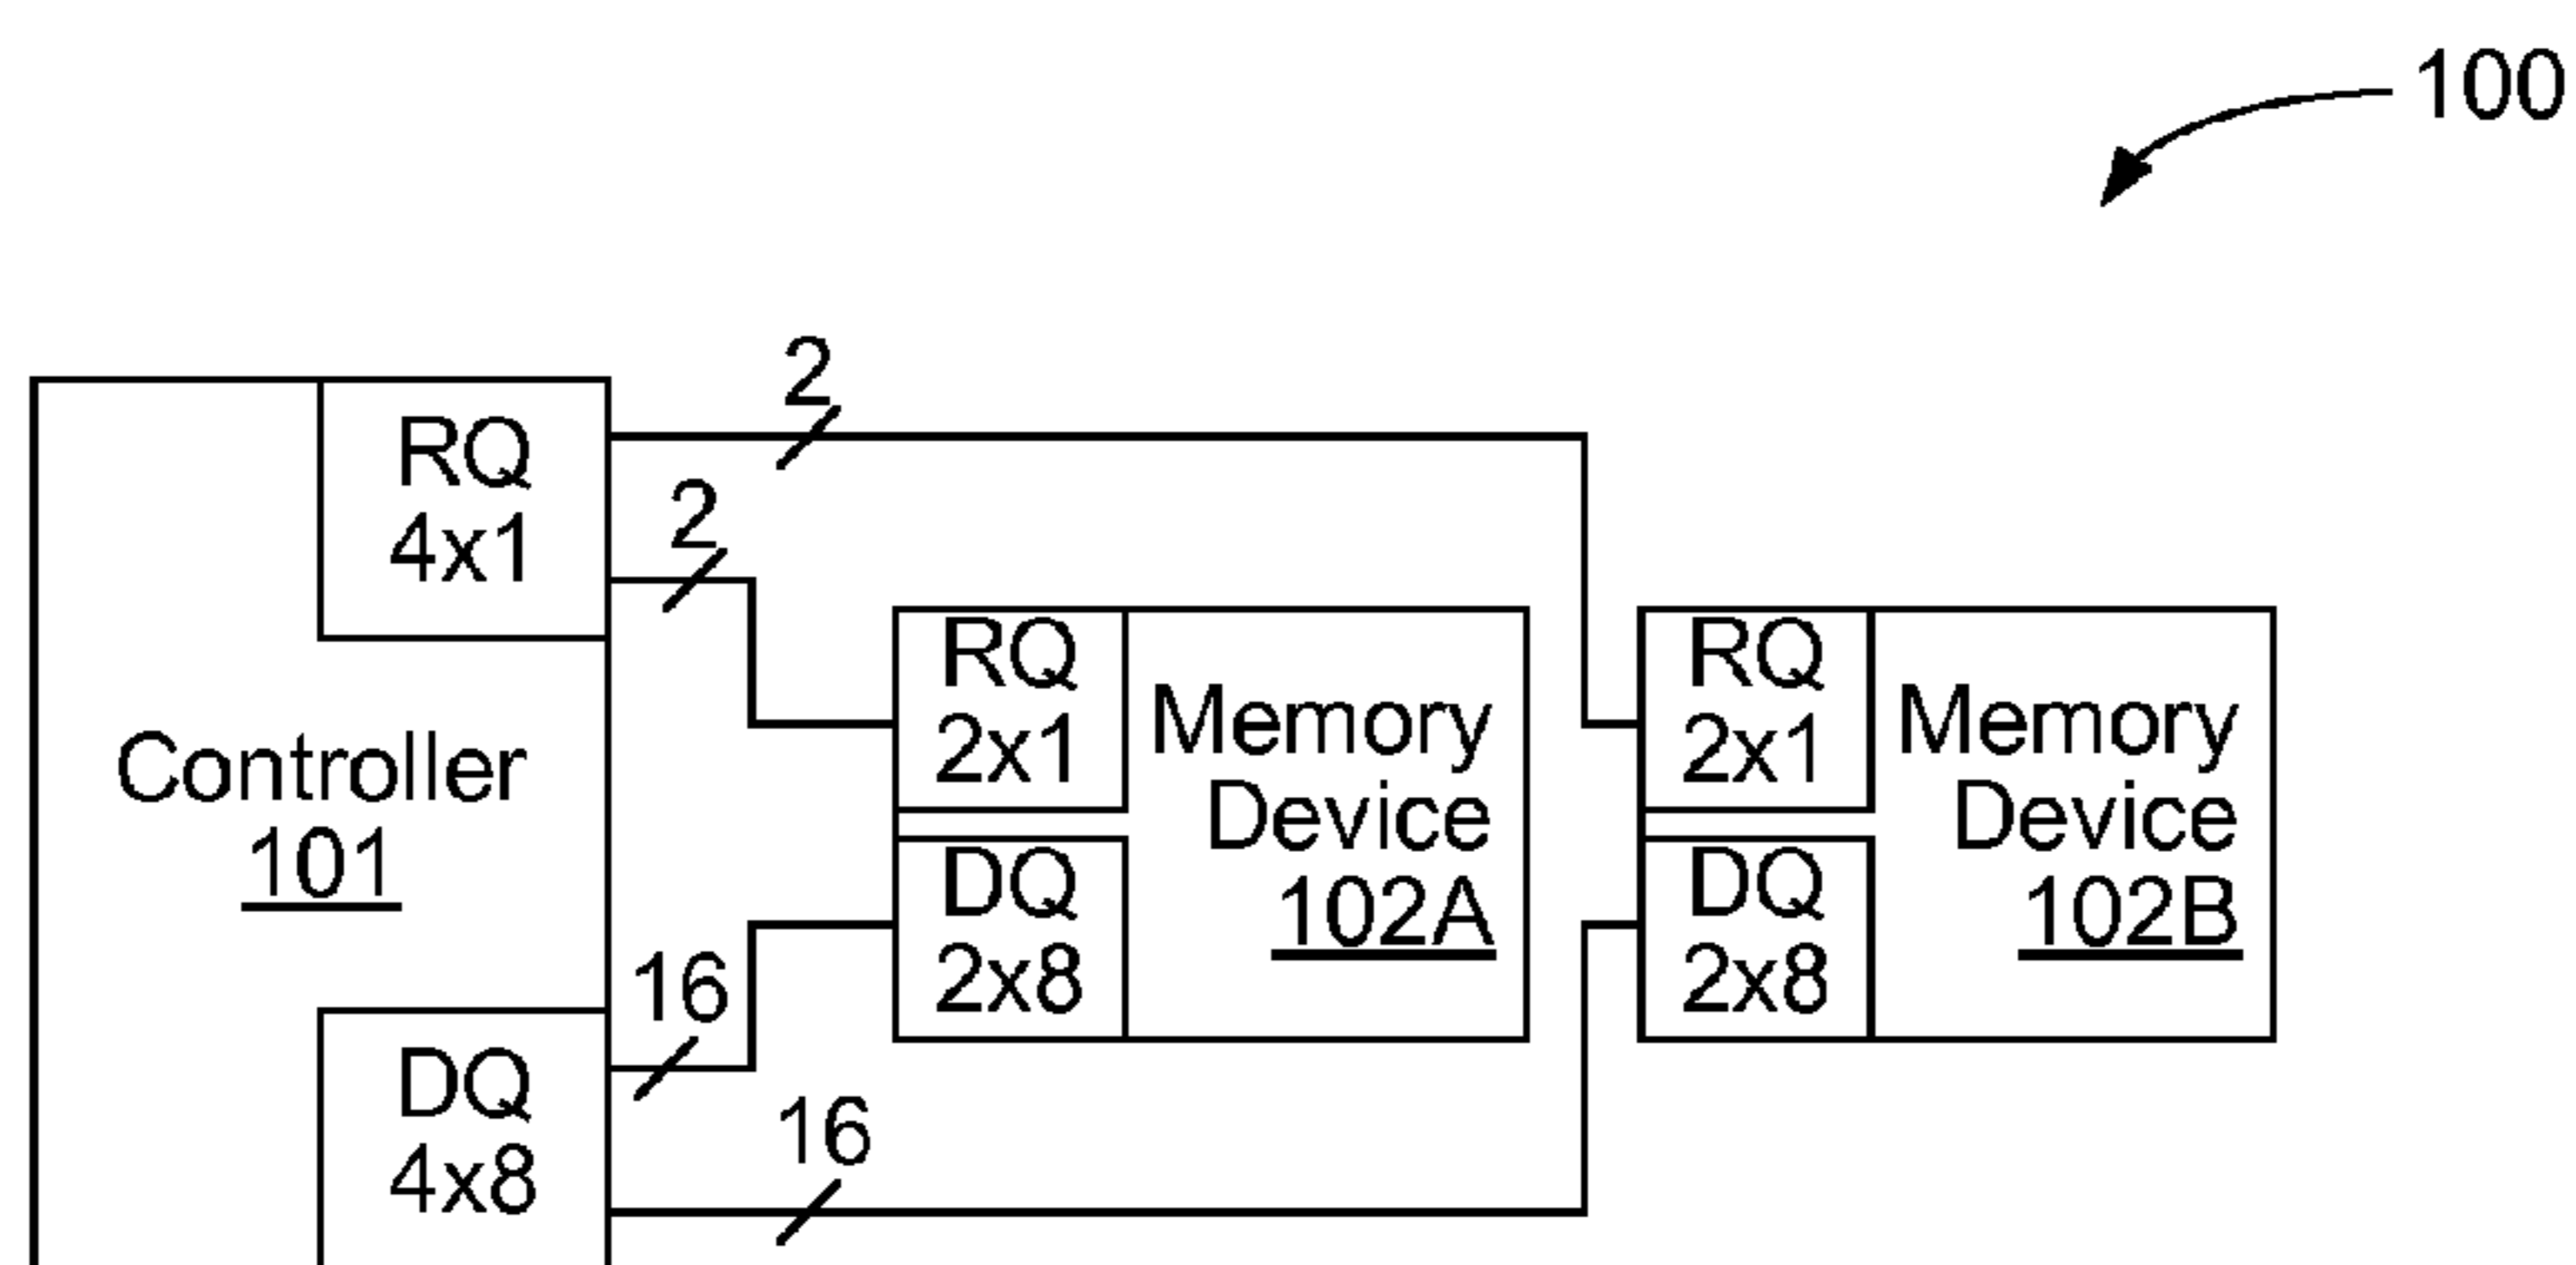 100
2
2
RQ
4x1
Controller
101
DQ
4x8
16
16
RQ
2x1
DQ
2x8
Memory
Device
102A
RQ
2x1
DQ
2x8
Memory
Device
102B